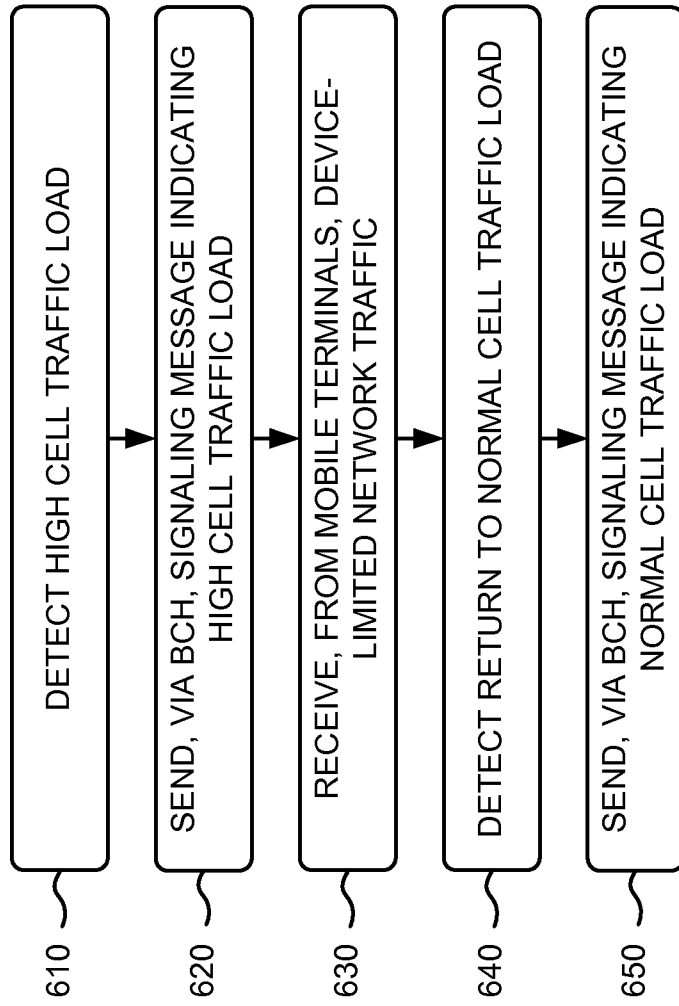 610
DETECT HIGH CELL TRAFFIC LOAD
620
SEND, VIA BCH, SIGNALING MESSAGE INDICATING
HIGH CELL TRAFFIC LOAD
630
RECEIVE, FROM MOBILE TERMINALS, DEVICE-
LIMITED NETWORK TRAFFIC
640
DETECT RETURN TO NORMAL CELL TRAFFIC LOAD
650
SEND, VIA BCH, SIGNALING MESSAGE INDICATING
NORMAL CELL TRAFFIC LOAD